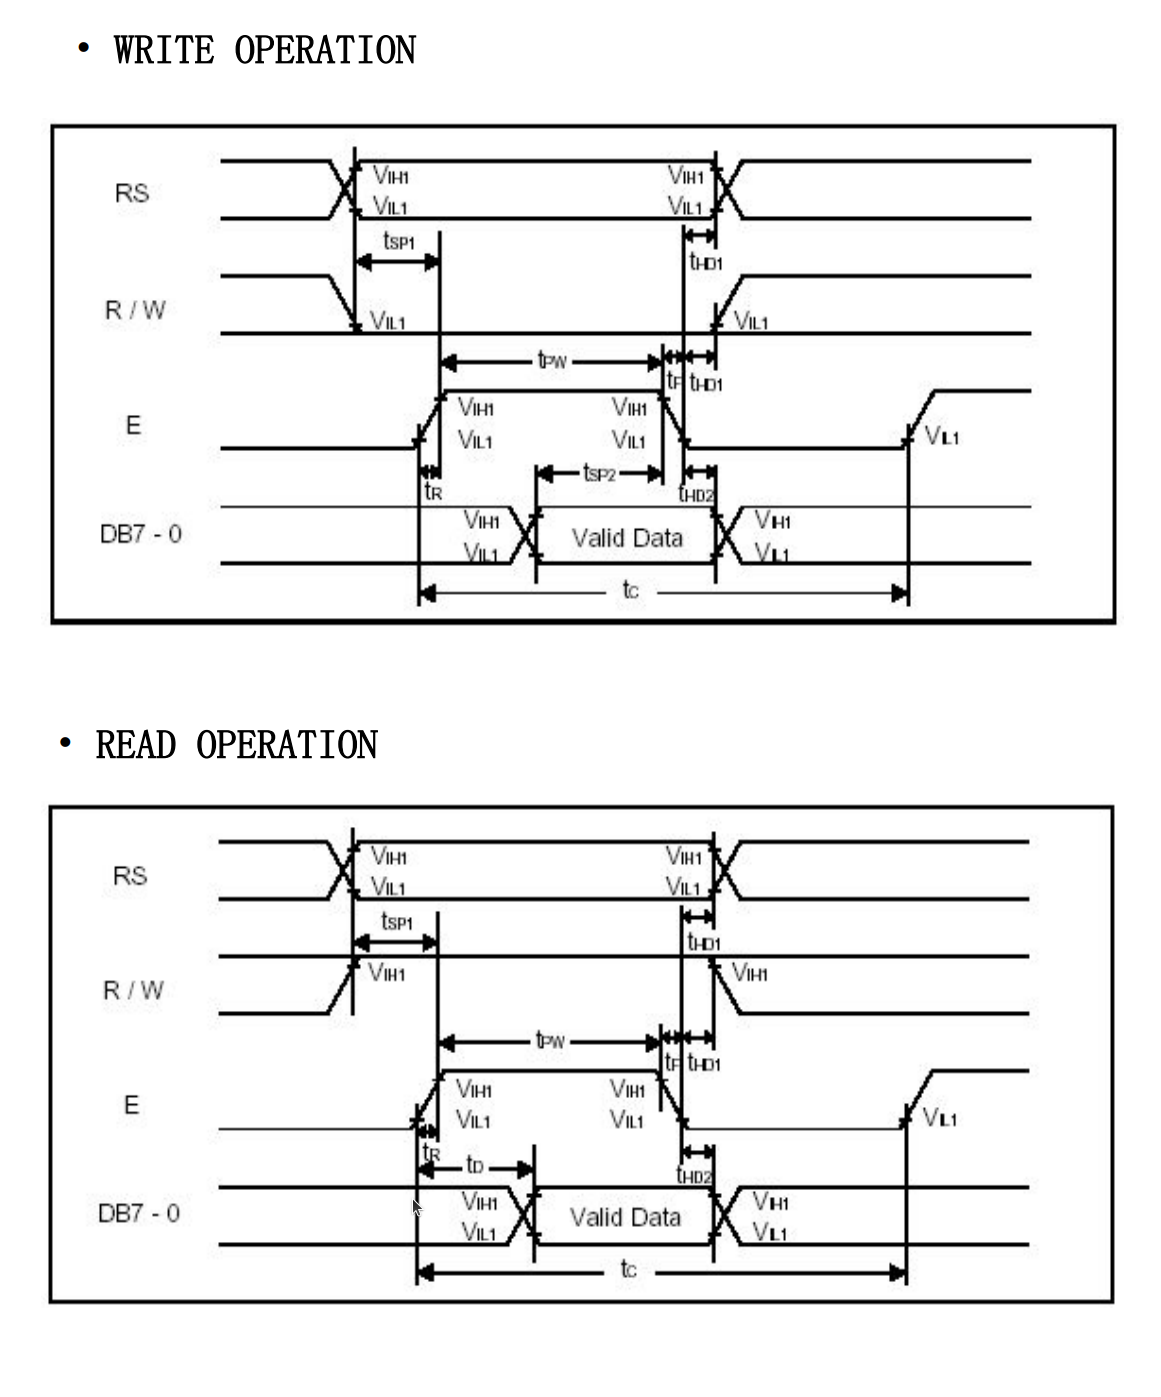 • WRITE OPERATION
RS
VIH1
VIH1
VIL1
VIL1
tSP1
tHD1
R / W
VIL1
VIL1
tPW
tF
tHD1
E
VIH1
VIH1
VIL1
VIL1
VIL1
tSP2
tR
tHD2
DB7 - 0
VIH1
VIH1
Valid Data
VIL1
VIL1
tC
• READ OPERATION
RS
VIH1
VIH1
VIL1
VIL1
tSP1
tHD1
R / W
VIH1
VIH1
tPW
tF
tHD1
E
VIH1
VIH1
VIL1
VIL1
VIL1
tR
tD
tHD2
DB7 - 0
VIH1
VIH1
Valid Data
VIL1
VIL1
tC